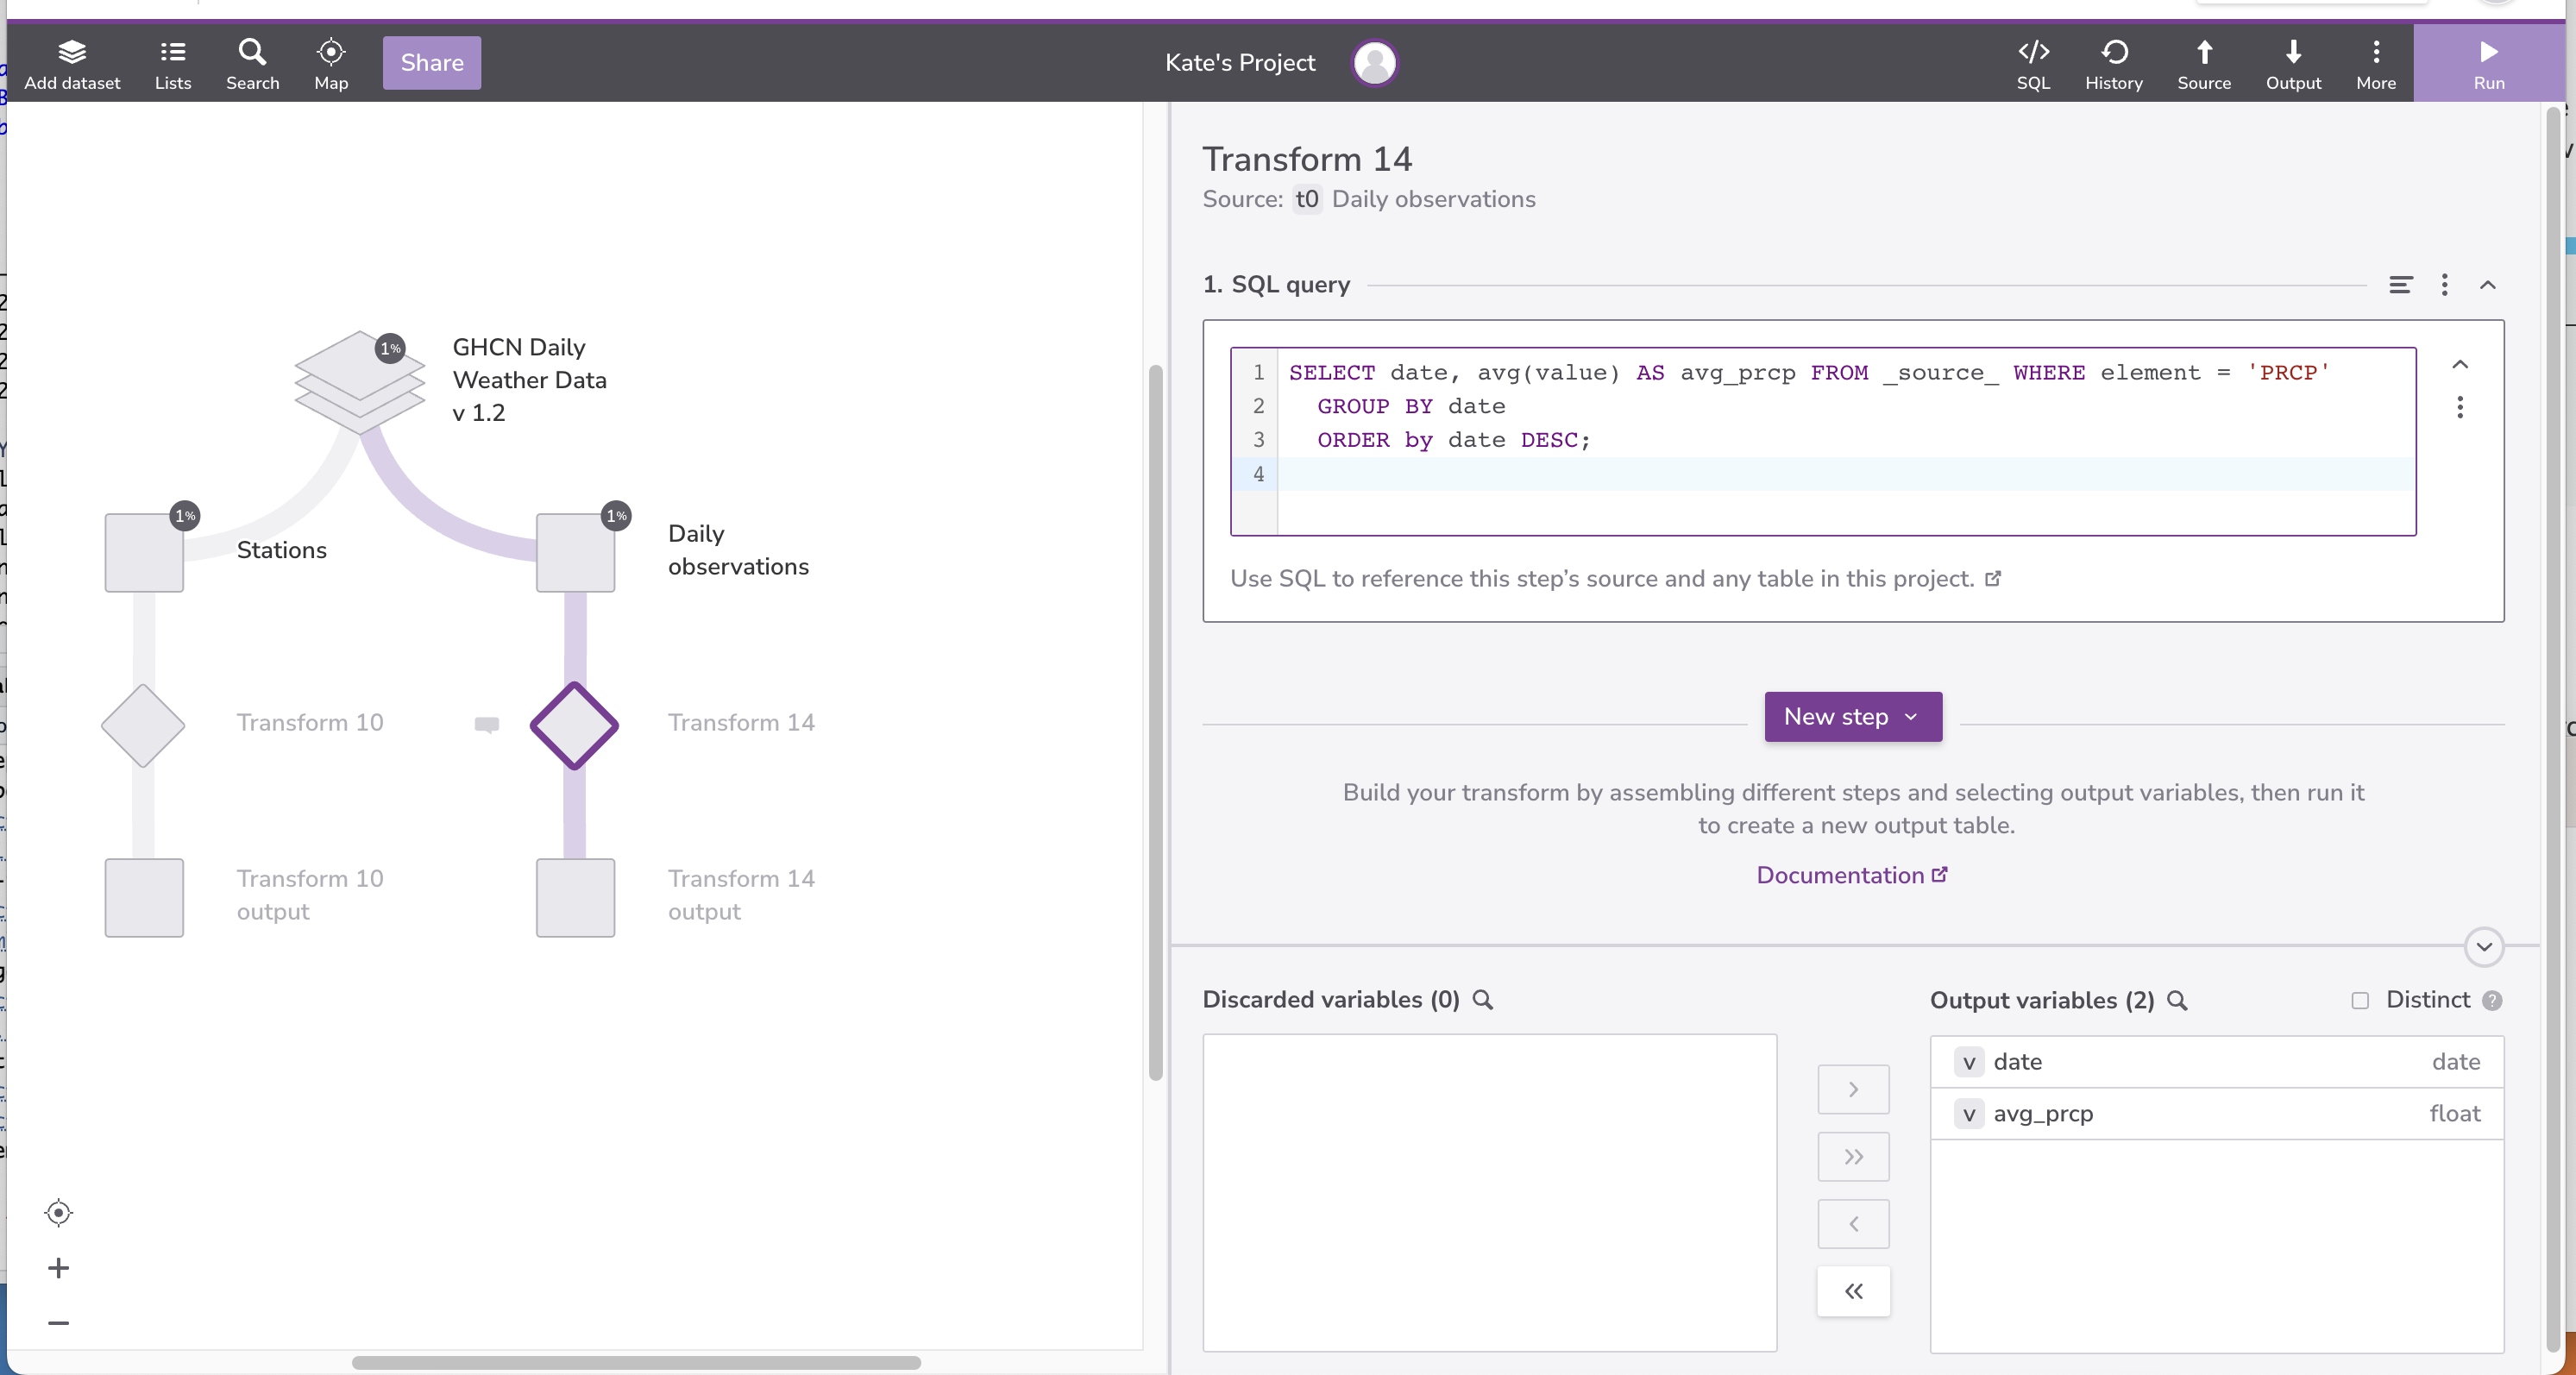 Add dataset
Lists
Search
Map
Share
Kate's Project
SQL
History
Source
Output
More
Run
GHCN Daily
Weather Data
v 1.2
1%
Stations
1%
Daily
observations
1%
Transform 10
Transform 14
Transform 10
output
Transform 14
output
Transform 14
Source: t0 Daily observations
1. SQL query
1 SELECT date, avg(value) AS avg_prcp FROM _source_ WHERE element = 'PRCP'
2 GROUP BY date
3 ORDER by date DESC;
4
Use SQL to reference this step's source and any table in this project.
New step
Build your transform by assembling different steps and selecting output variables, then run it
to create a new output table.
Documentation
Discarded variables (0)
Output variables (2)
Distinct ?
v date date
v avg_prcp float